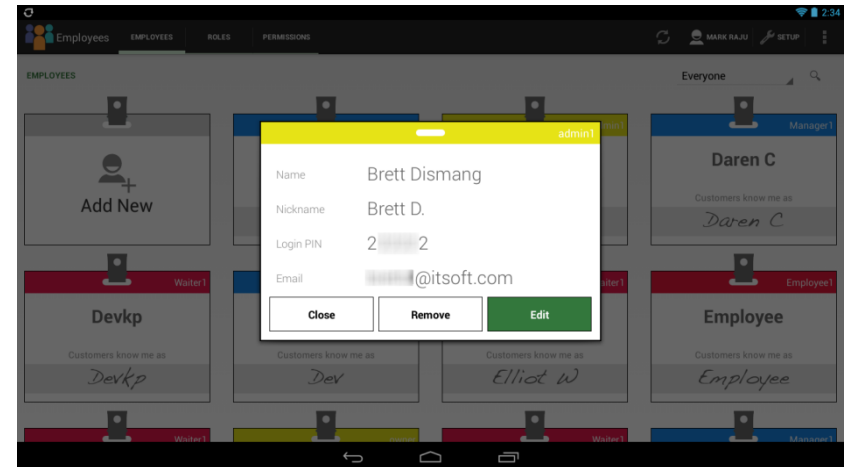 2:34
Employees EMPLOYEES ROLES PERMISSIONS MARK RAJU SETUP
EMPLOYEES Everyone
Manager1
Add New
Daren C
Customers know me as
Daren C
admin1
Name Brett Dismang
Nickname Brett D.
Login PIN 2 2
Email @itsoft.com
Close Remove Edit
Waiter1 Employee1
Devkp Employee
Customers know me as Customers know me as Customers know me as Customers know me as
Devkp Dev Elliot W Employee
Waiter1 Waiter1 Manager1